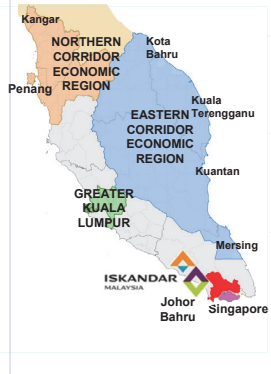 Kangar
NORTHERN
CORRIDOR
ECONOMIC
REGION
Kota
Bahru
Penang
Kuala
Terengganu
EASTERN
CORRIDOR
ECONOMIC
REGION
Kuantan
GREATER
KUALA
LUMPUR
Mersing
ISKANDAR
MALAYSIA
Johor
Bahru
Singapore